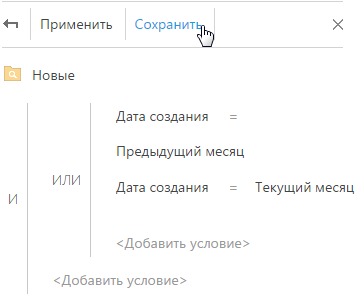 Применить Сохранить
Новые
Дата создания =
Предыдущий месяц
ИЛИ
Дата создания = Текущий месяц
И
<Добавить условие>
<Добавить условие>